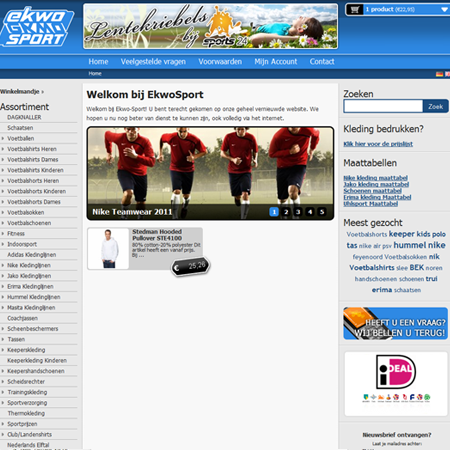 ekwo
SPORT
Lentekriebels
bij sports24
1 product (€22,95)
Home Veelgestelde vragen Voorwaarden Mijn Account Contact
Home
Winkelmandje
Assortiment
DAGKNALLER
Schaatsen
Voetballen
Voetbalshirts Heren
Voetbalshirts Dames
Voetbalshirts Kinderen
Voetbalshorts Heren
Voetbalshorts Kinderen
Voetbalshorts Dames
Voetbalsokken
Voetbalschoenen
Fitness
Indoorsport
Adidas Kledinglijnen
Nike Kledinglijnen
Jako Kledinglijnen
Erima Kledinglijnen
Hummel Kledinglijnen
Masita Kledinglijnen
Coachjassen
Scheenbeschermers
Tassen
Keeperskleding
Keeperkleding Kinderen
Keepershandschoenen
Scheidsrechter
Trainingskleding
Sportverzorging
Thermokleding
Sportprijzen
Club/Landenshirts
Nederlands Elftal
Welkom bij EkwoSport
Welkom bij Ekwo-Sport! U bent terecht gekomen op onze geheel vernieuwde website. We
hopen u nu nog beter van dienst te kunnen zijn, ook volledig via het internet.
Nike Teamwear 2011
1 2 3 4 5
Stedman Hooded
Pullover STE4100
80% cotton-20% polyester Dit
artikel heeft een vanaf prijs.
Bij ...
€ 25,26
Zoeken
Zoek
Kleding bedrukken?
Klik hier voor de prijslijst
Maattabellen
Nike kleding maattabel
Jako kleding maattabel
Schoenen maattabel
Erima Kleding maattabel
Uhlsport Maattabel
Meest gezocht
Voetbalshorts keeper kids polo
tas nike air psv hummel nike
feyenoord Voetbalsokken nik
Voetbalshirts slee BEK noren
handschoenen schoenen trui
erima schaatsen
HEEFT U EEN VRAAG?
WIJ BELLEN U TERUG!
iDEAL
Nieuwsbrief ontvangen?
Laat je mailadres achter: